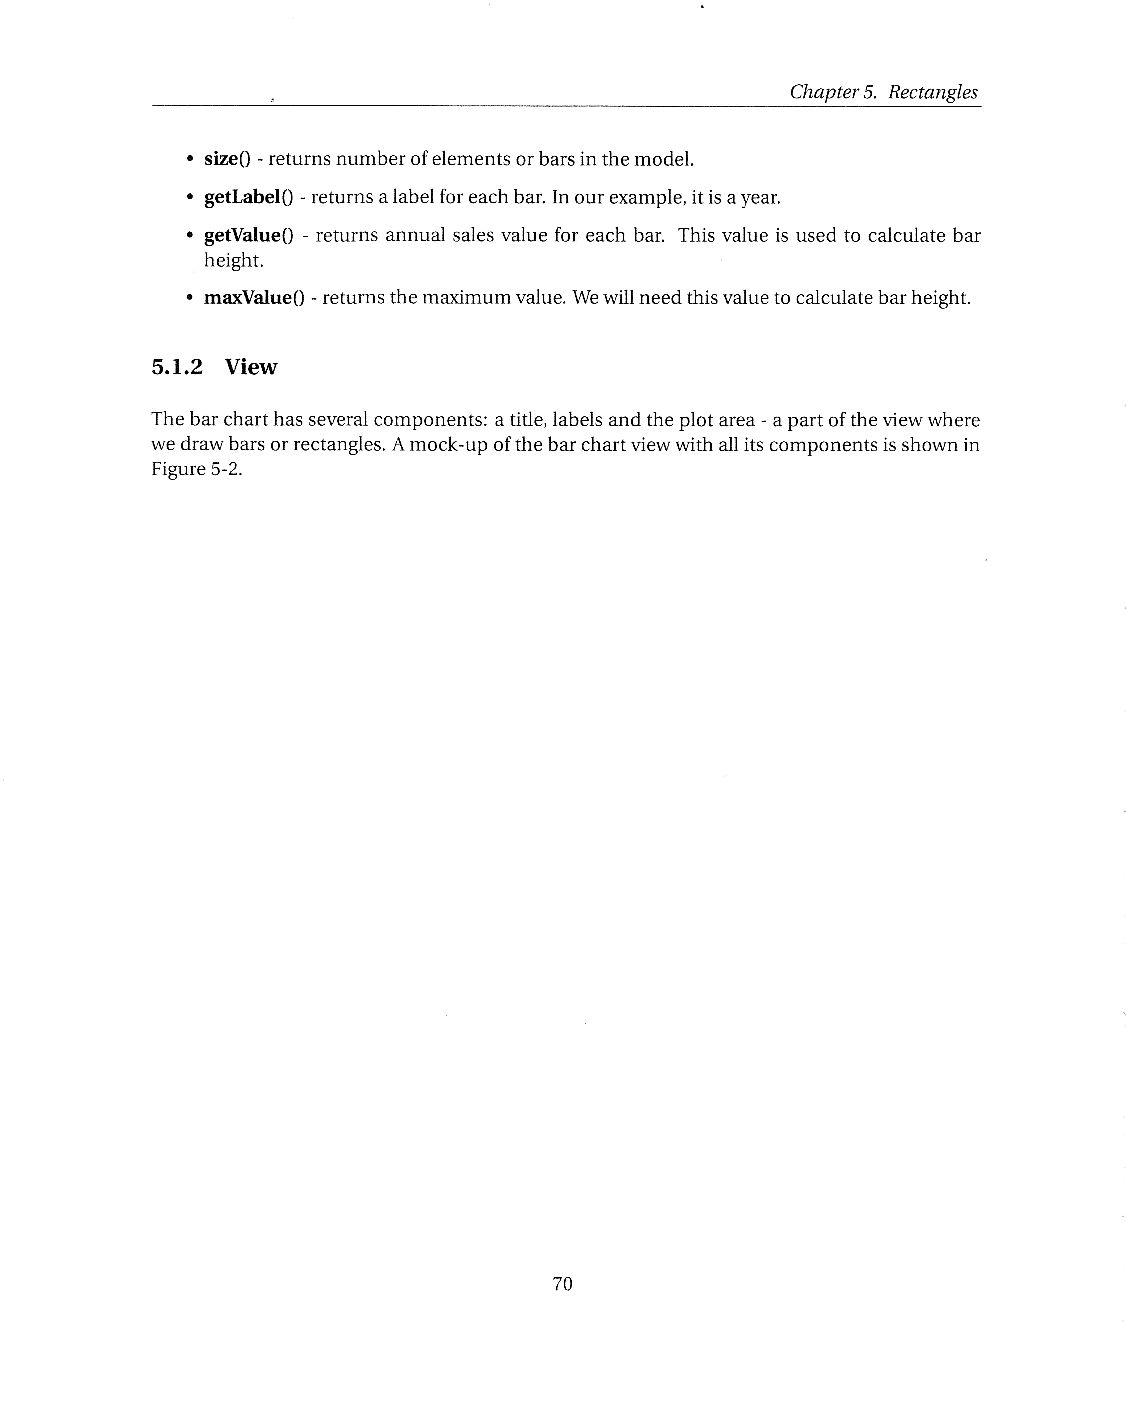 Chapter 5. Rectangles
• size() - returns number of elements or bars in the model.
• getLabel() - returns a label for each bar. In our example, it is a year.
• getValue() - returns annual sales value for each bar. This value is used to calculate bar
height.
• maxValue() - returns the maximum value. We will need this value to calculate bar height.
5.1.2 View
The bar chart has several components: a title, labels and the plot area - a part of the view where
we draw bars or rectangles. A mock-up of the bar chart view with all its components is shown in
Figure 5-2.
70